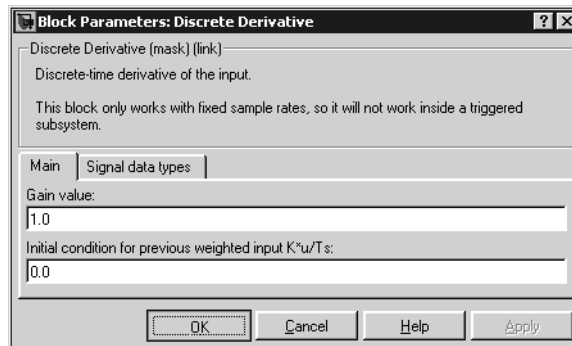 Block Parameters: Discrete Derivative
Discrete Derivative (mask) (link)
Discrete-time derivative of the input.
This block only works with fixed sample rates, so it will not work inside a triggered
subsystem.
Main
Signal data types
Gain value:
1.0
Initial condition for previous weighted input K*u/Ts:
0.0
OK
Cancel
Help
Apply